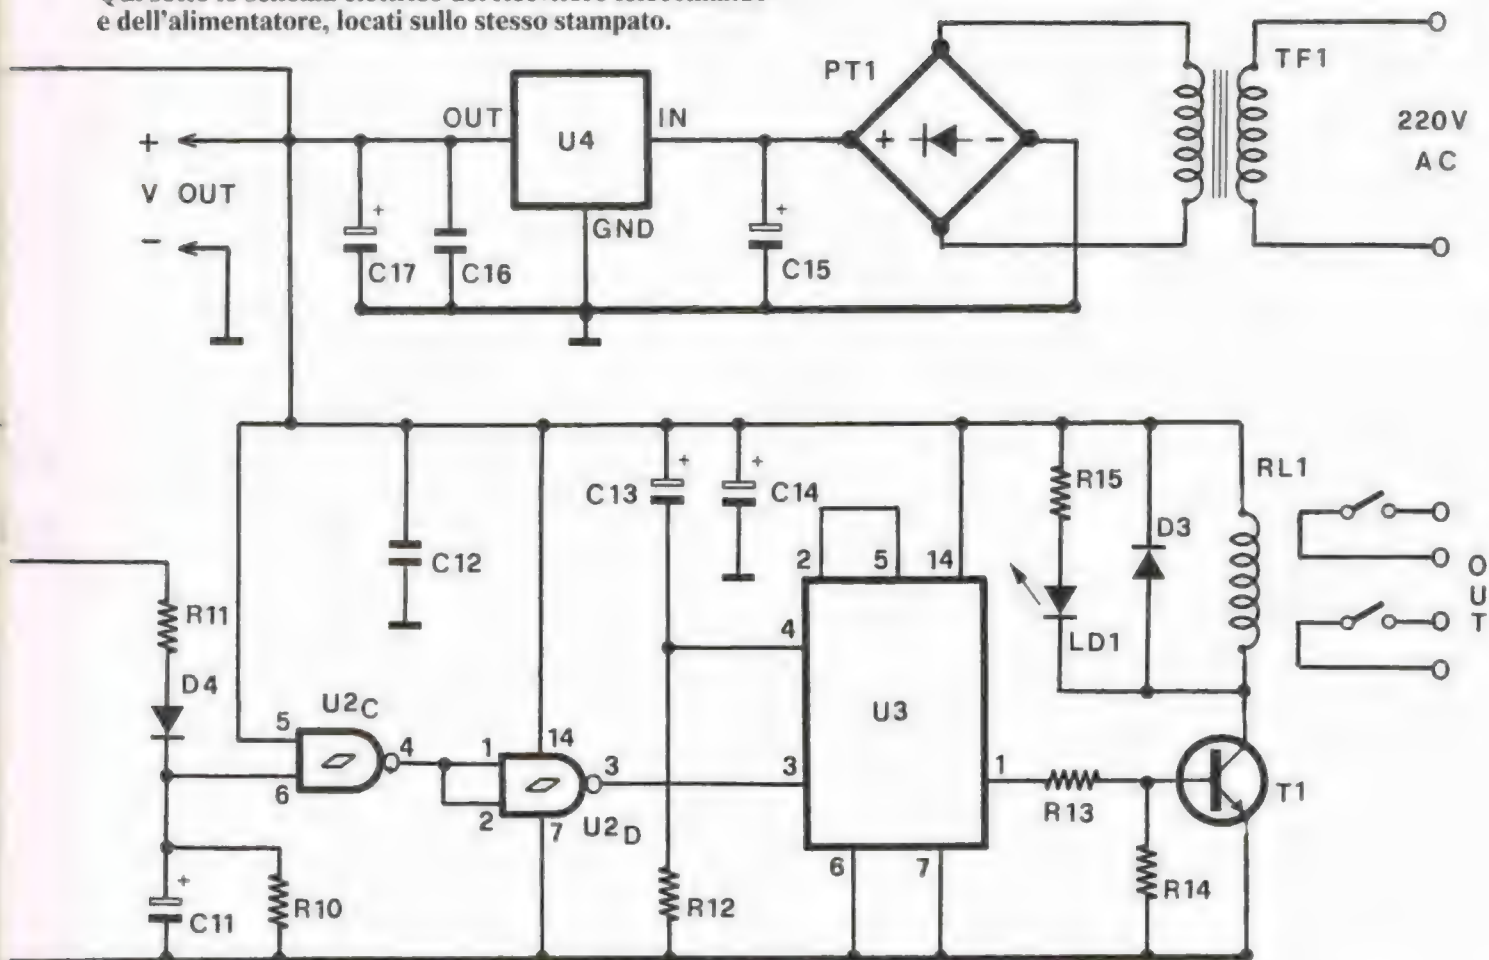 e dell'alimentatore, locati sullo stesso stampato.
PT1
TF1
OUT
U4
IN
220V
AC
+
V OUT
-
+
C17
C16
GND
+
C15
+ -
C13
+
C14
+
R15
RL1
D3
C12
2
5
14
O
U
T
R11
4
LD1
D4
U2C
U3
5
4
1
14
3
3
1
6
2
7
U2D
R13
T1
6
7
R14
+
C11
R10
R12